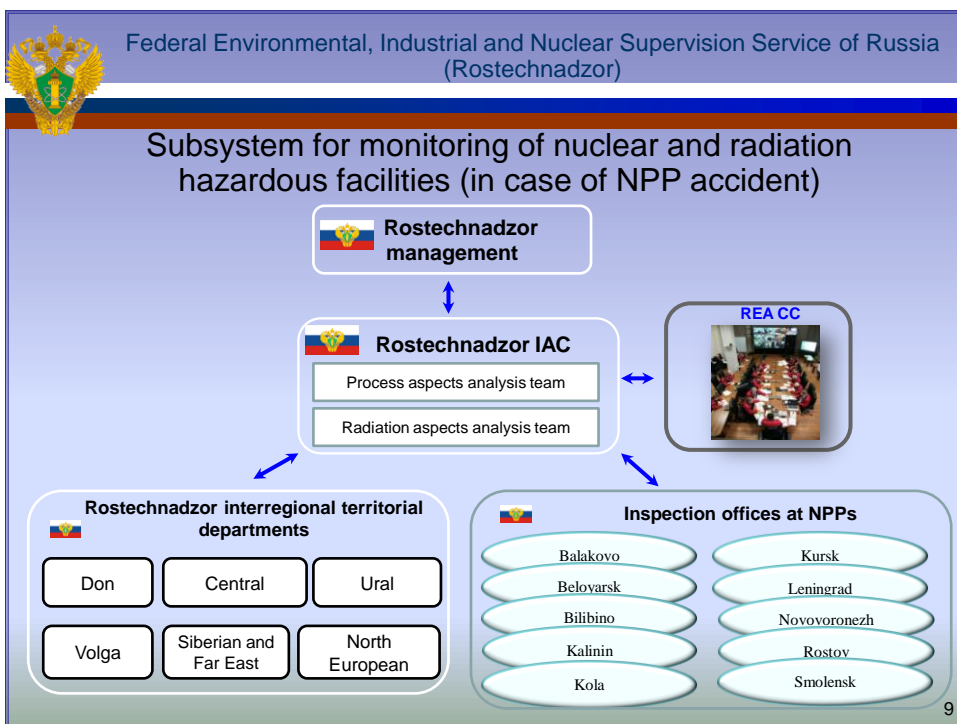 Federal Environmental, Industrial and Nuclear Supervision Service of Russia
(Rostechnadzor)
Subsystem for monitoring of nuclear and radiation
hazardous facilities (in case of NPP accident)
Rostechnadzor
management
Rostechnadzor IAC
Process aspects analysis team
Radiation aspects analysis team
REA CC
Rostechnadzor interregional territorial
departments
Don
Central
Ural
Volga
Siberian and
Far East
North
European
Inspection offices at NPPs
Balakovo
Beloyarsk
Bilibino
Kalinin
Kola
Kursk
Leningrad
Novovoronezh
Rostov
Smolensk
9